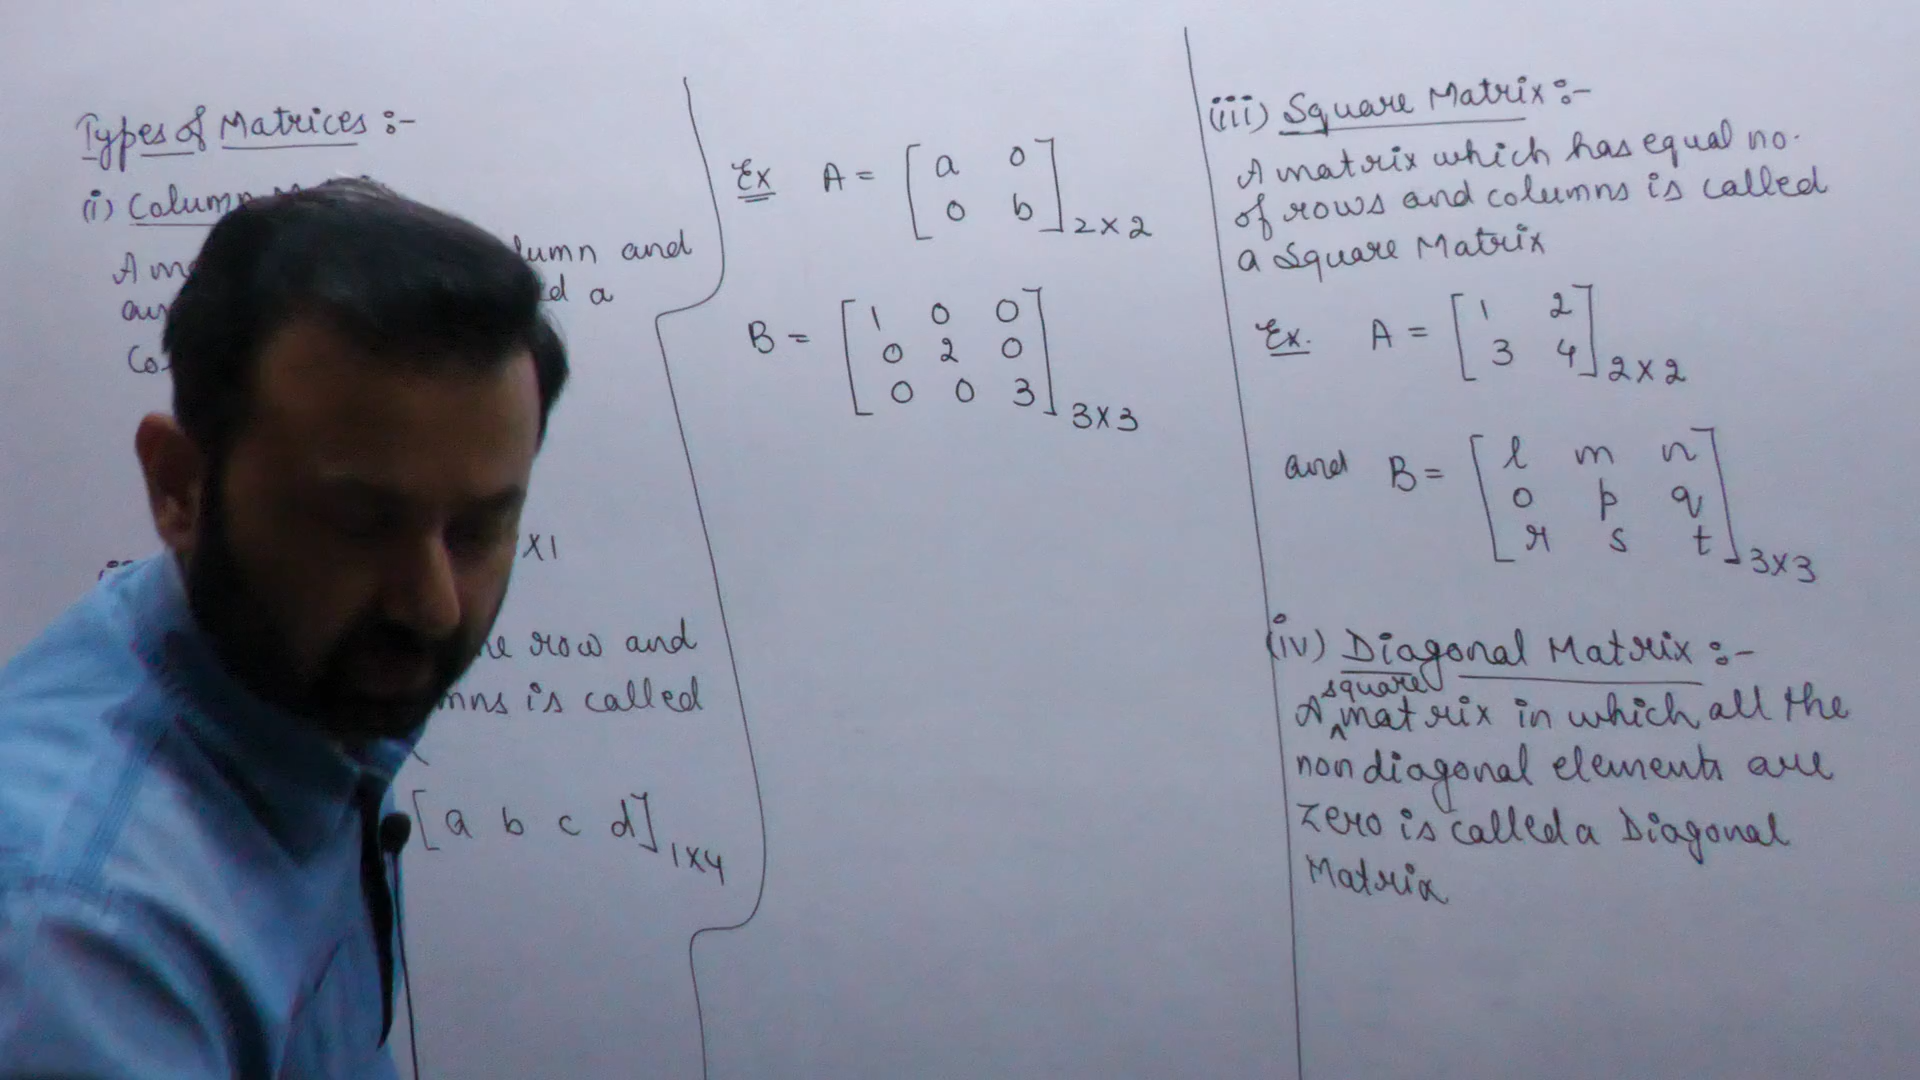 Types of Matrices :-
(i) Column
lumn and
d a
X1
row and
is called
[a b c d] 1X4
Ex A = [a 0
0 b] 2X2
B = [1 0 0
0 2 0
0 0 3] 3X3
(iii) Square Matrix :-
A matrix which has equal no.
of rows and columns is called
a Square Matrix
Ex. A = [1 2
3 4] 2X2
and B = [l m n
o p q
r s t] 3X3
(iv) Diagonal Matrix :-
square
A ^ matrix in which all the
non diagonal elements are
zero is called a Diagonal
Matrix